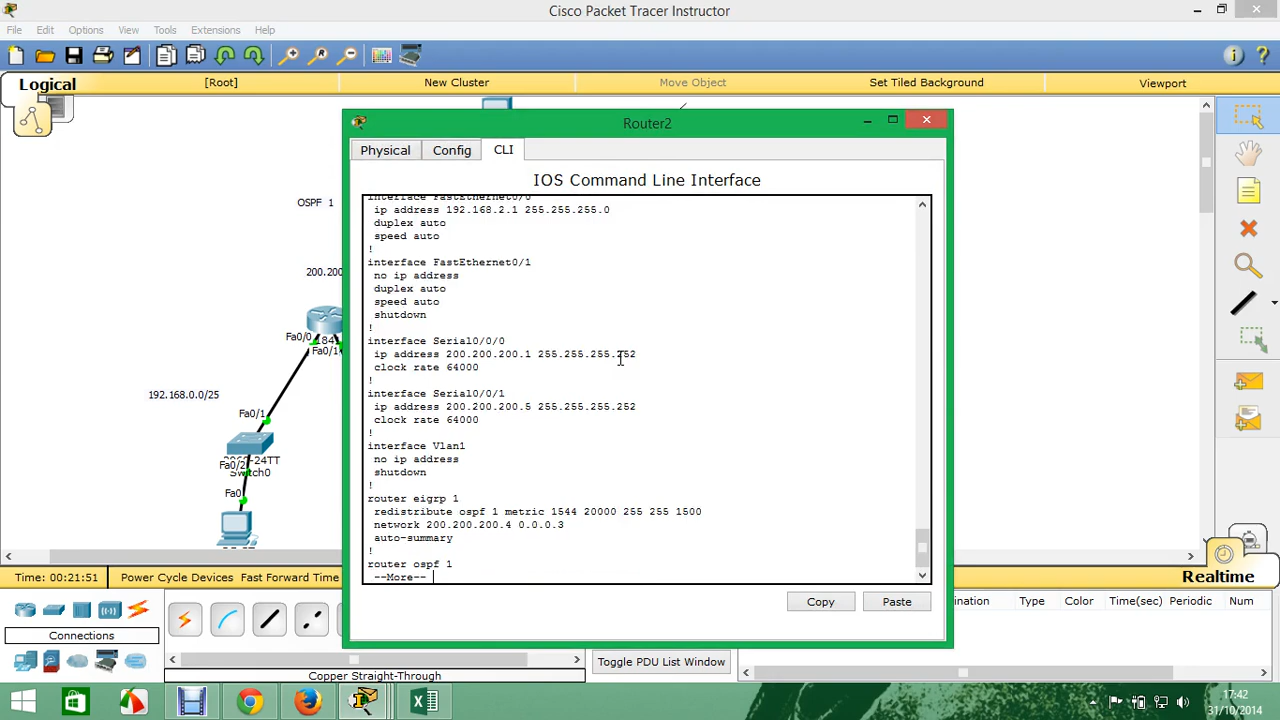 Cisco Packet Tracer Instructor
File Edit Options View Tools Extensions Help
Logical
[Root]
New Cluster
Move Object
Set Tiled Background
Viewport
Router2
Physical Config CLI
IOS Command Line Interface
interface FastEthernet0/0
ip address 192.168.2.1 255.255.255.0
duplex auto
speed auto
!
interface FastEthernet0/1
no ip address
duplex auto
speed auto
shutdown
!
interface Serial0/0/0
ip address 200.200.200.1 255.255.255.252
clock rate 64000
!
interface Serial0/0/1
ip address 200.200.200.5 255.255.255.252
clock rate 64000
!
interface Vlan1
no ip address
shutdown
!
router eigrp 1
redistribute ospf 1 metric 1544 20000 255 255 1500
network 200.200.200.4 0.0.0.3
auto-summary
!
router ospf 1
--More--
Copy Paste
OSPF 1
200.200
Fa0/0
1841
Fa0/1
192.168.0.0/25
Fa0/1
24TT
Fa0/2
Switch0
Fa0
Time: 00:21:51 Power Cycle Devices Fast Forward Time
Realtime
Connections
Copper Straight-Through
Toggle PDU List Window
ination Type Color Time(sec) Periodic Num
17:42
31/10/2014